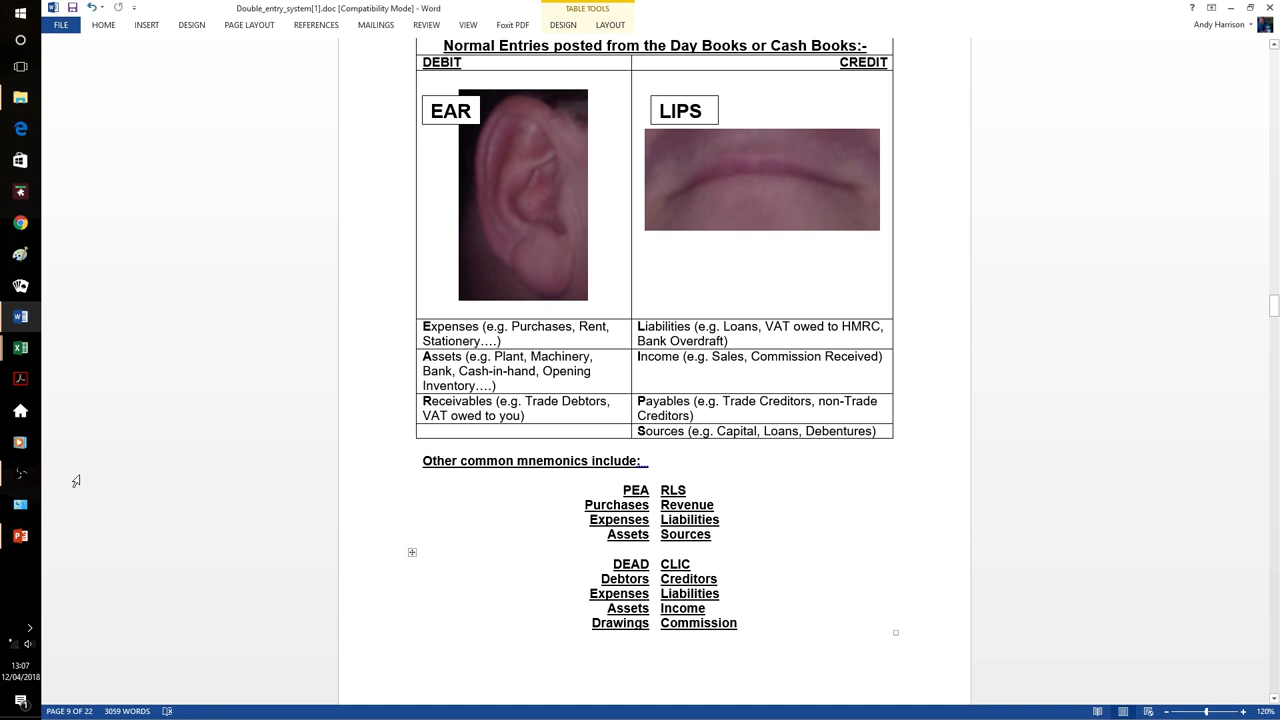 Double_entry_system[1].doc [Compatibility Mode] - Word
TABLE TOOLS
FILE
HOME
INSERT
DESIGN
PAGE LAYOUT
REFERENCES
MAILINGS
REVIEW
VIEW
Foxit PDF
DESIGN
LAYOUT
Andy Harrison
Normal Entries posted from the Day Books or Cash Books:-
DEBIT
CREDIT
EAR
LIPS
Expenses (e.g. Purchases, Rent,
Stationery....)
Liabilities (e.g. Loans, VAT owed to HMRC,
Bank Overdraft)
Assets (e.g. Plant, Machinery,
Bank, Cash-in-hand, Opening
Inventory....)
Income (e.g. Sales, Commission Received)
Receivables (e.g. Trade Debtors,
VAT owed to you)
Payables (e.g. Trade Creditors, non-Trade
Creditors)
Sources (e.g. Capital, Loans, Debentures)
Other common mnemonics include:
PEA RLS
Purchases Revenue
Expenses Liabilities
Assets Sources
DEAD CLIC
Debtors Creditors
Expenses Liabilities
Assets Income
Drawings Commission
13:07
12/04/2018
PAGE 9 OF 22
3059 WORDS
120%